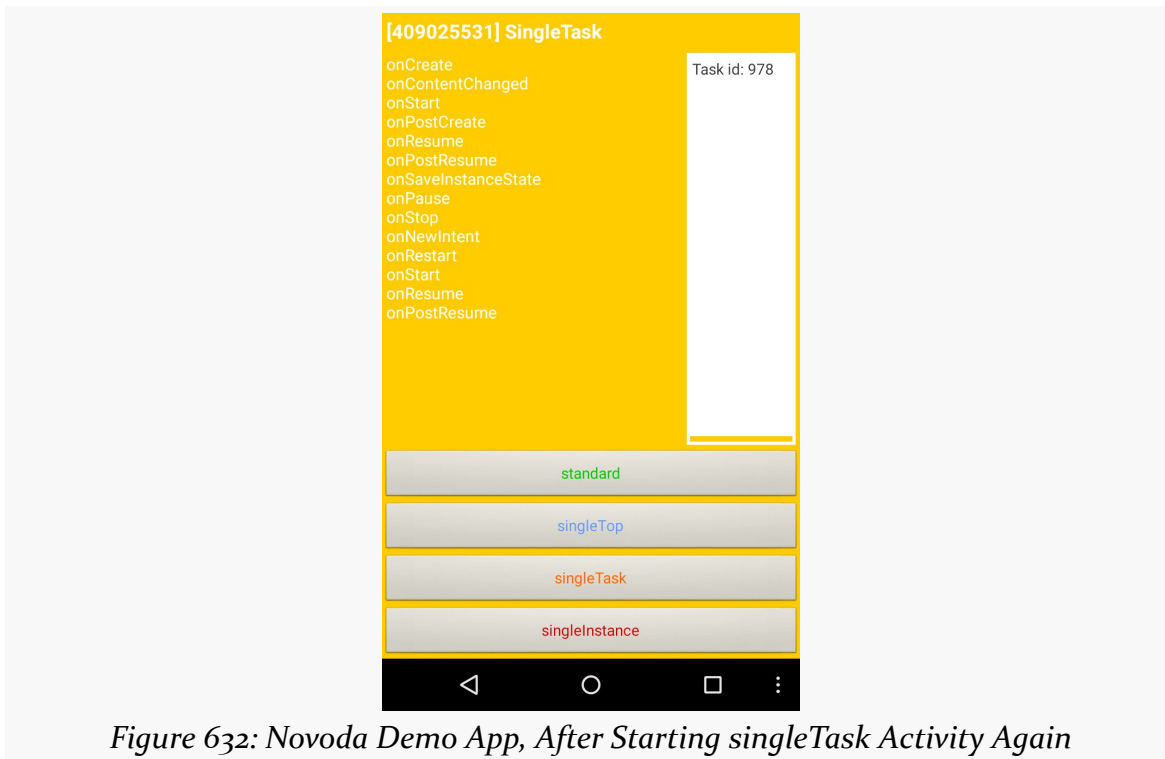 [409025531] SingleTask
onCreate
onContentChanged
onStart
onPostCreate
onResume
onPostResume
onSaveInstanceState
onPause
onStop
onNewIntent
onRestart
onStart
onResume
onPostResume
Task id: 978
standard
singleTop
singleTask
singleInstance
Figure 632: Novoda Demo App, After Starting singleTask Activity Again